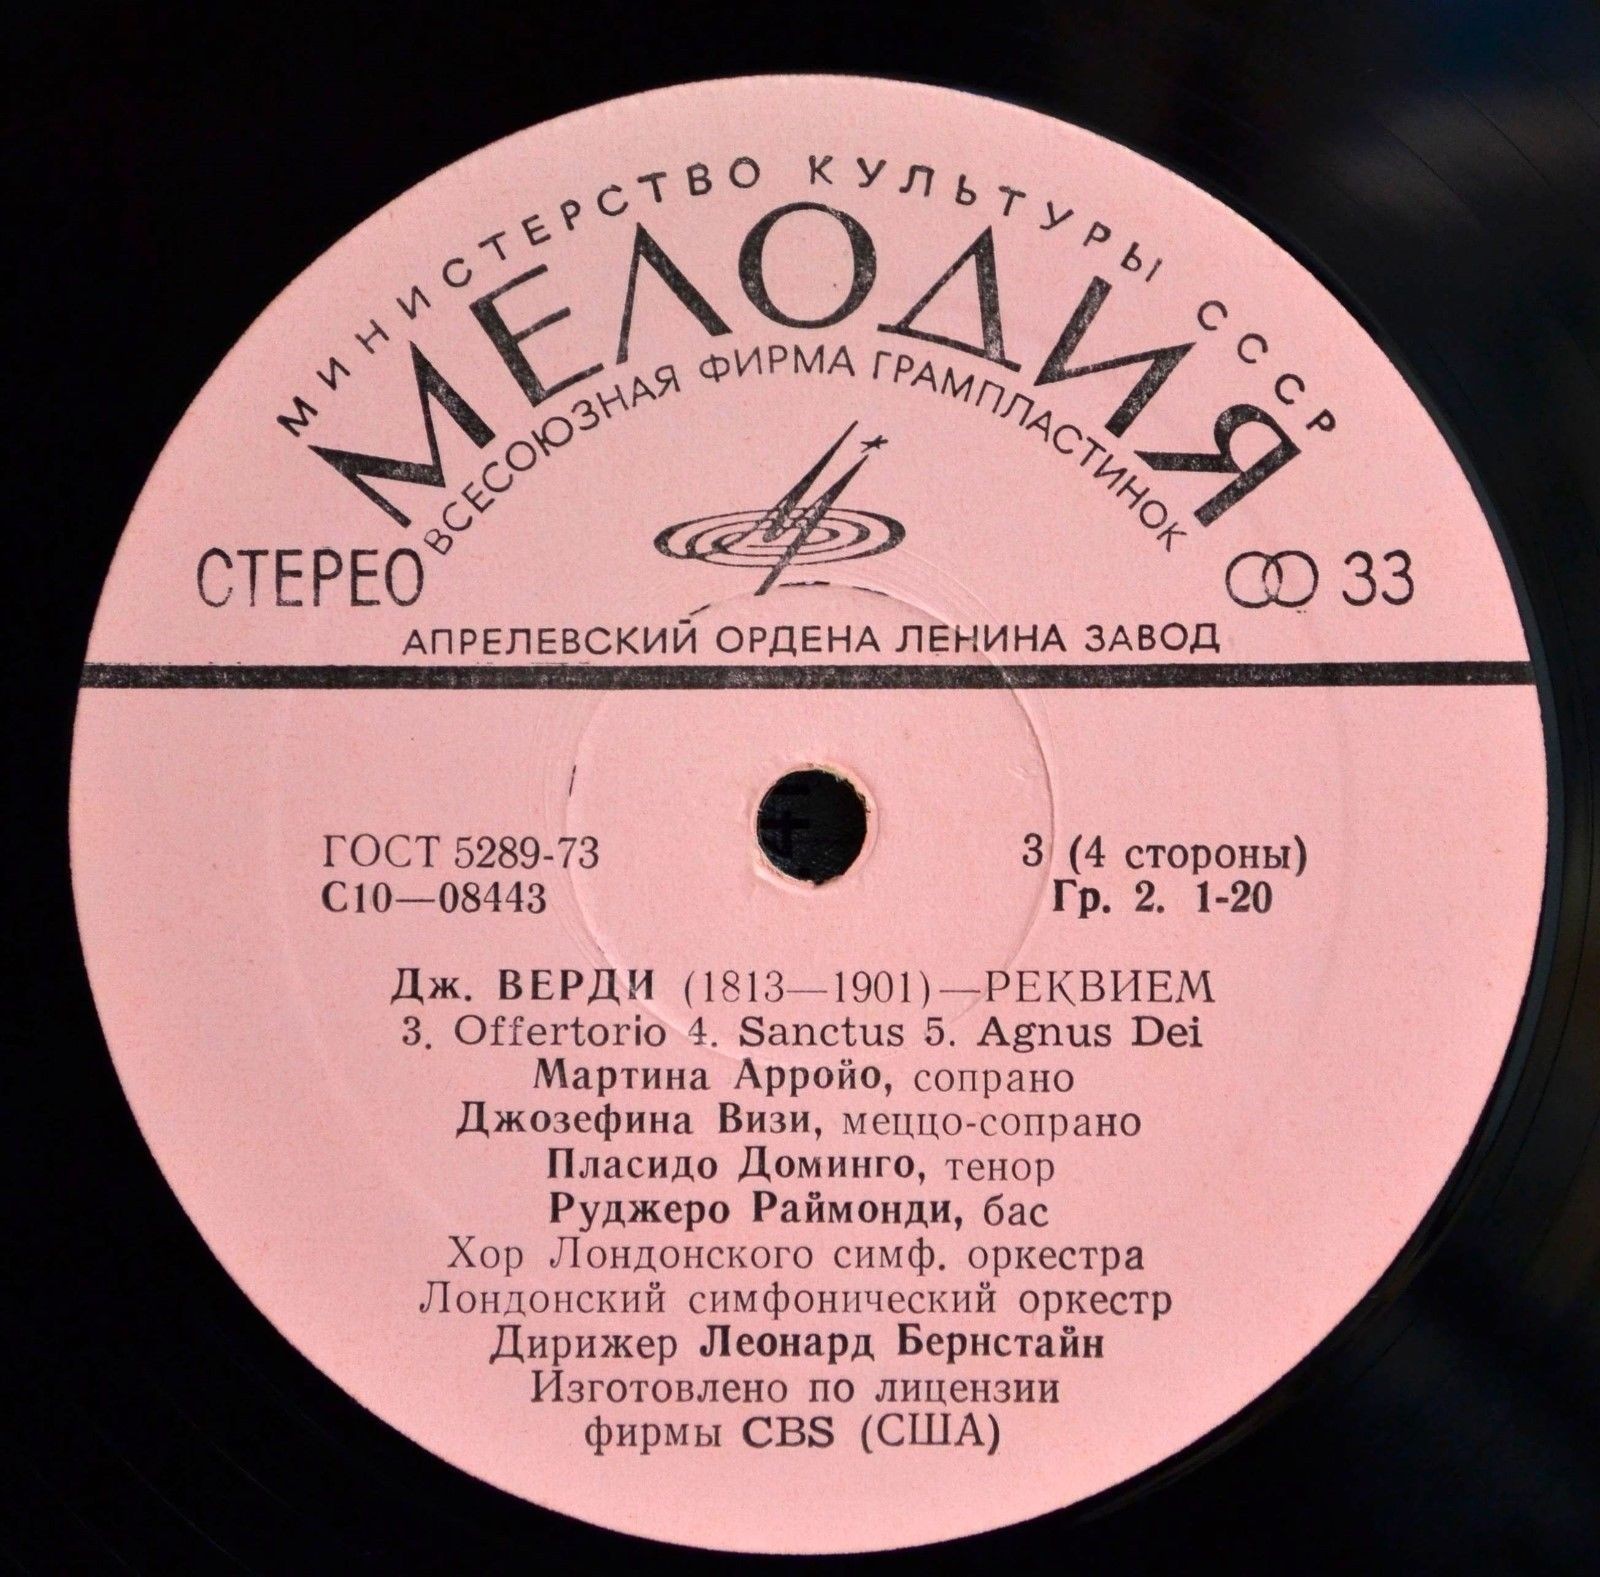 МИНИСТЕРСТВО КУЛЬТУРЫ СССР
МЕЛОДИЯ
ВСЕСОЮЗНАЯ ФИРМА ГРАМПЛАСТИНОК
СТЕРЕО
33
АПРЕЛЕВСКИЙ ОРДЕНА ЛЕНИНА ЗАВОД
ГОСТ 5289-73
С10—08443
3 (4 стороны)
Гр. 2. 1-20
Дж. ВЕРДИ (1813—1901)—РЕКВИЕМ
3. Offertorio 4. Sanctus 5. Agnus Dei
Мартина Арройо, сопрано
Джозефина Визи, меццо-сопрано
Пласидо Доминго, тенор
Руджеро Раймонди, бас
Хор Лондонского симф. оркестра
Лондонский симфонический оркестр
Дирижер Леонард Бернстайн
Изготовлено по лицензии
фирмы CBS (США)